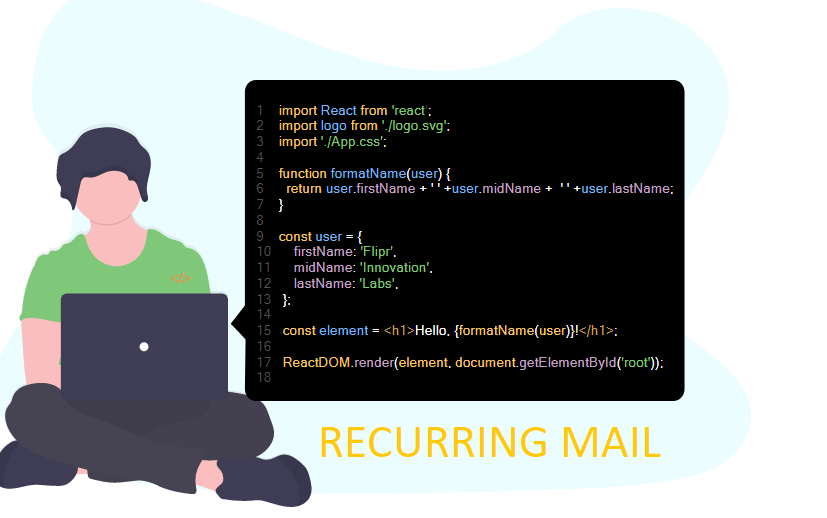 </>
1 import React from 'react';
2 import logo from './logo.svg';
3 import './App.css';
4
5 function formatName(user) {
6 return user.firstName + ' ' +user.midName + ' ' +user.lastName;
7 }
8
9 const user = {
10 firstName: 'Flipr',
11 midName: 'Innovation',
12 lastName: 'Labs',
13 };
14
15 const element = <h1>Hello, {formatName(user)}!</h1>;
16
17 ReactDOM.render(element, document.getElementById('root'));
18
RECURRING MAIL